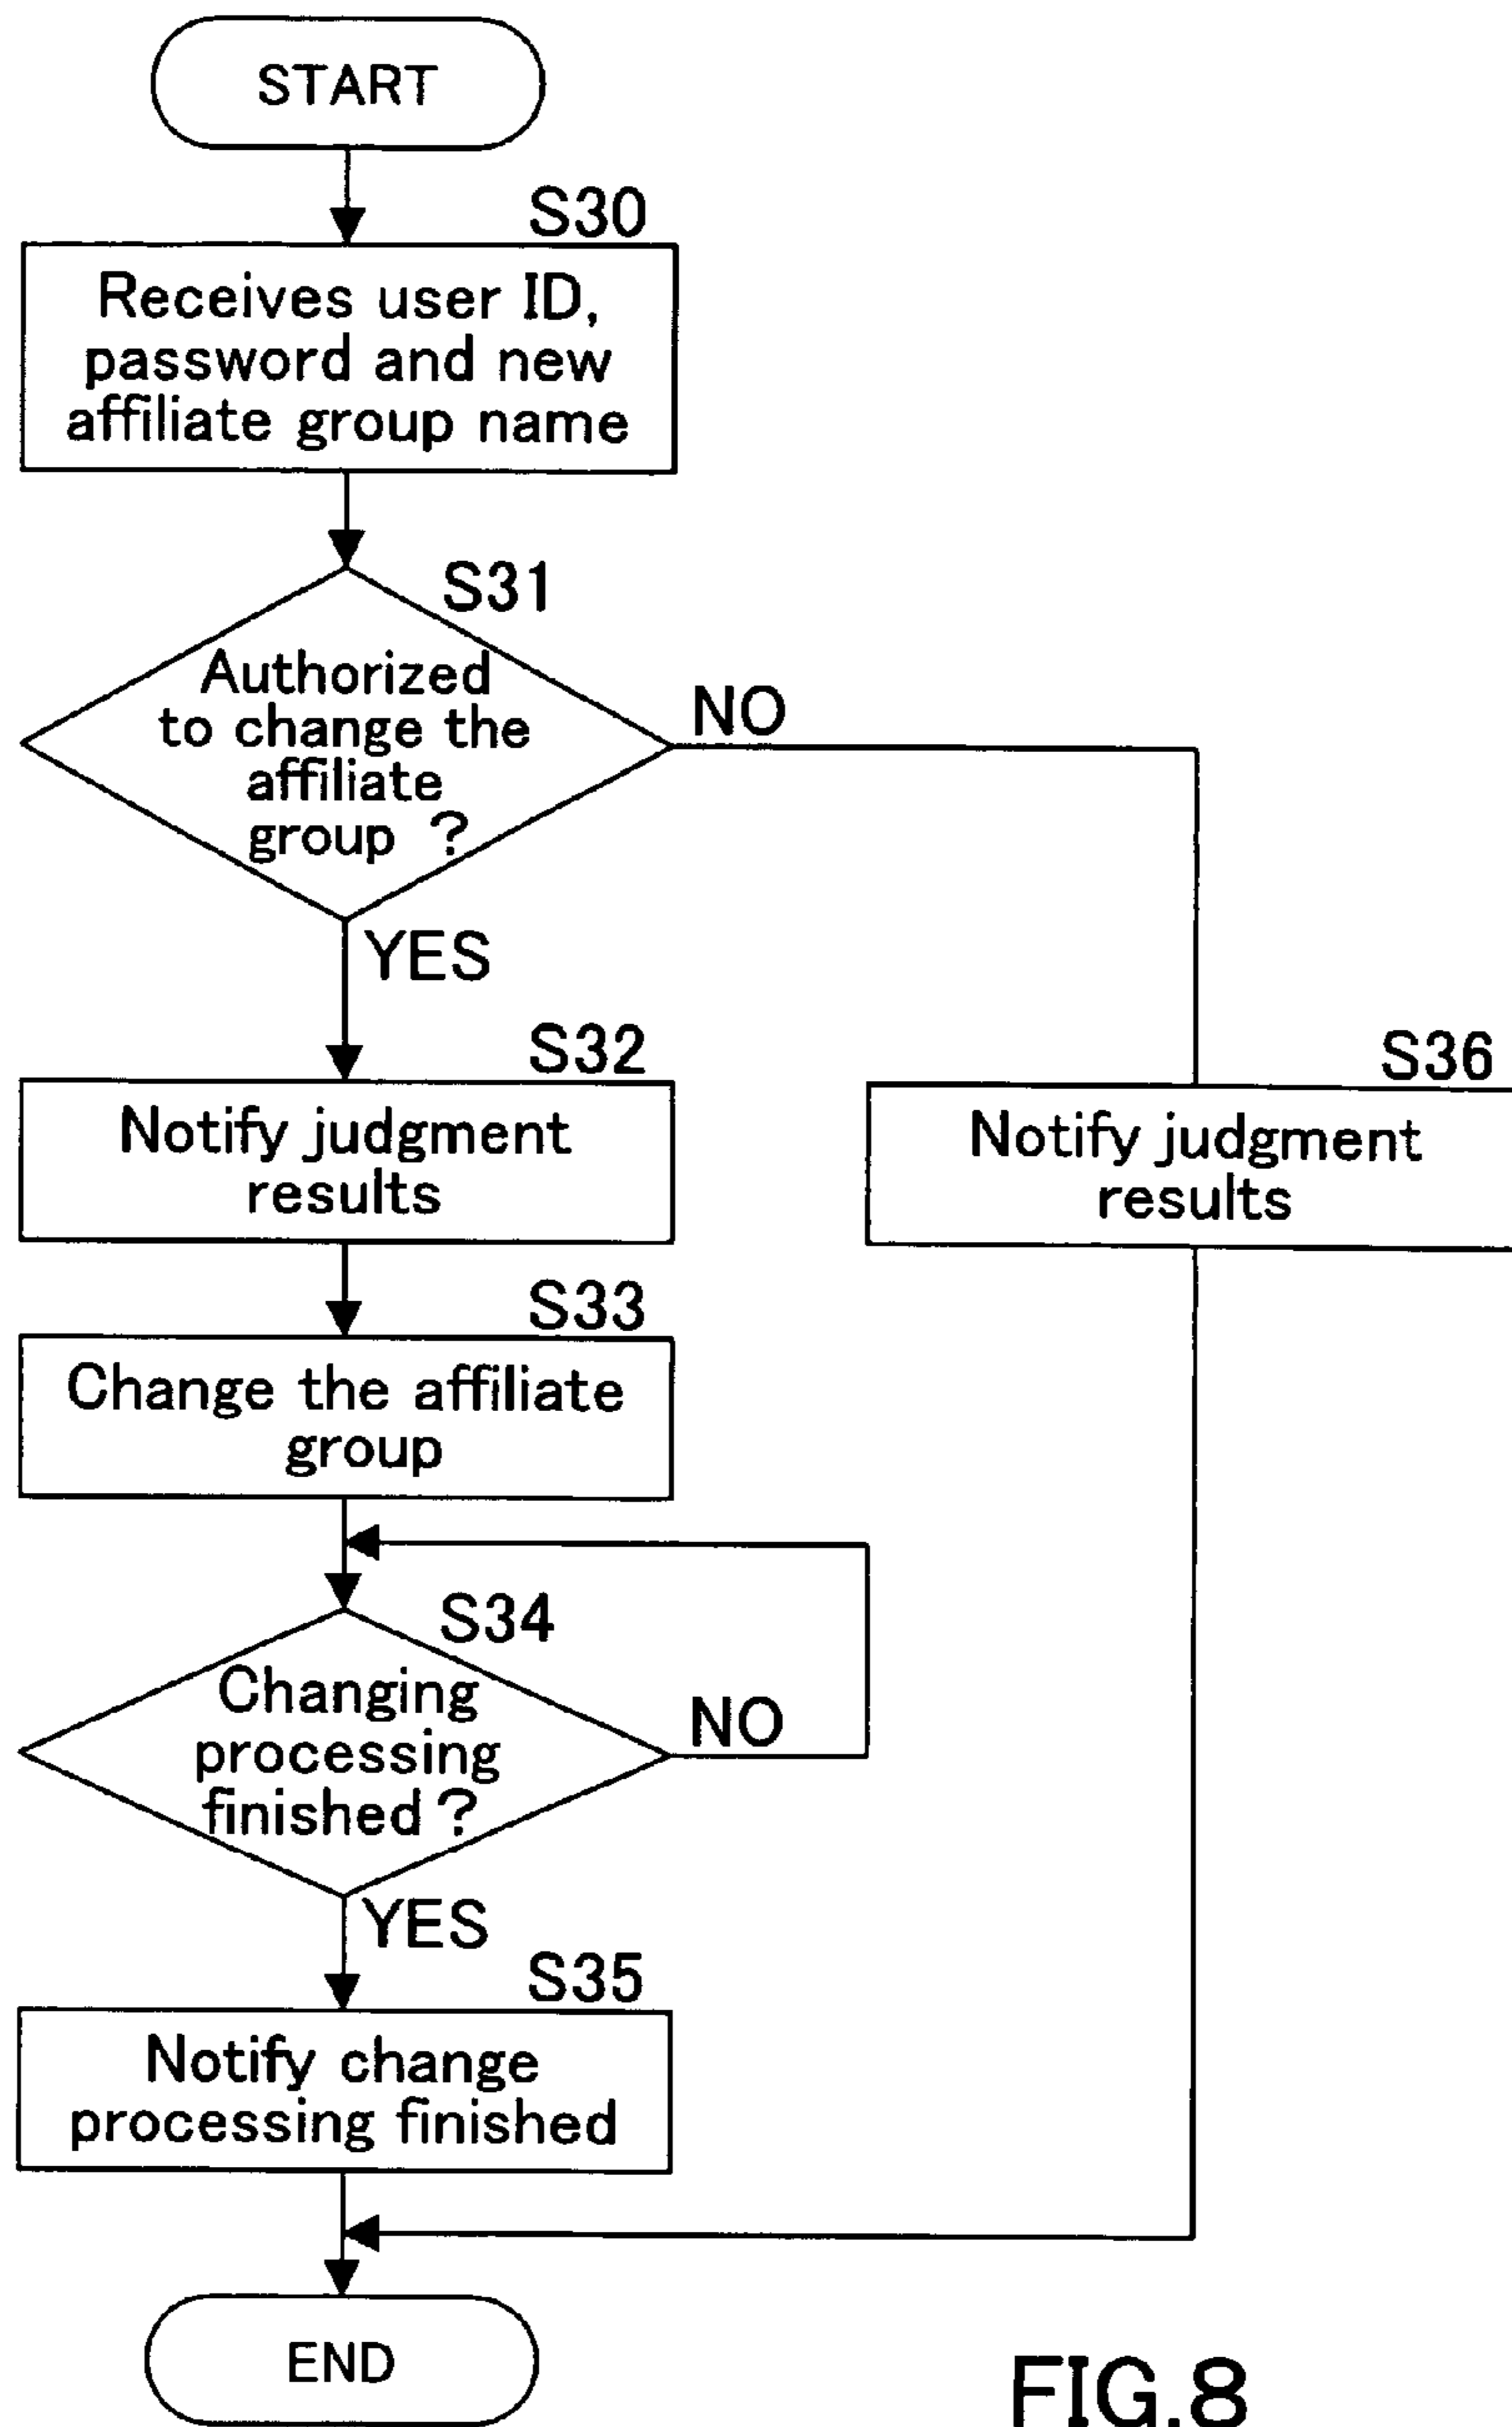 START
S30
Receives user ID,
password and new
affiliate group name
S31
Authorized
to change the
affiliate
group ?
NO
YES
S32
Notify judgment
results
S36
Notify judgment
results
S33
Change the affiliate
group
S34
Changing
processing
finished ?
NO
YES
S35
Notify change
processing finished
END
FIG.8